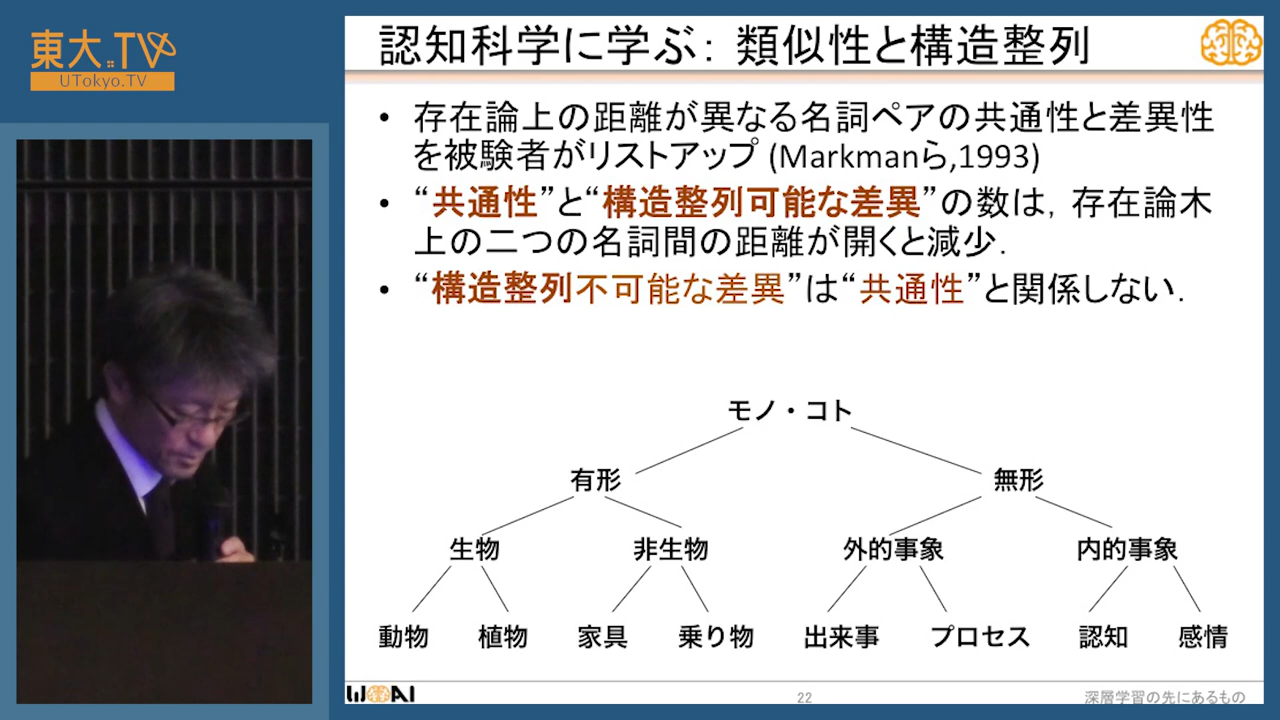 東大.TV
UTokyo.TV
認知科学に学ぶ： 類似性と構造整列
• 存在論上の距離が異なる名詞ペアの共通性と差異性
を被験者がリストアップ (Markmanら,1993)
• “共通性”と“構造整列可能な差異”の数は，存在論木
上の二つの名詞間の距離が開くと減少．
• “構造整列不可能な差異”は“共通性”と関係しない．
モノ・コト
有形 無形
生物 非生物 外的事象 内的事象
動物 植物 家具 乗り物 出来事 プロセス 認知 感情
WBAI 22 深層学習の先にあるもの